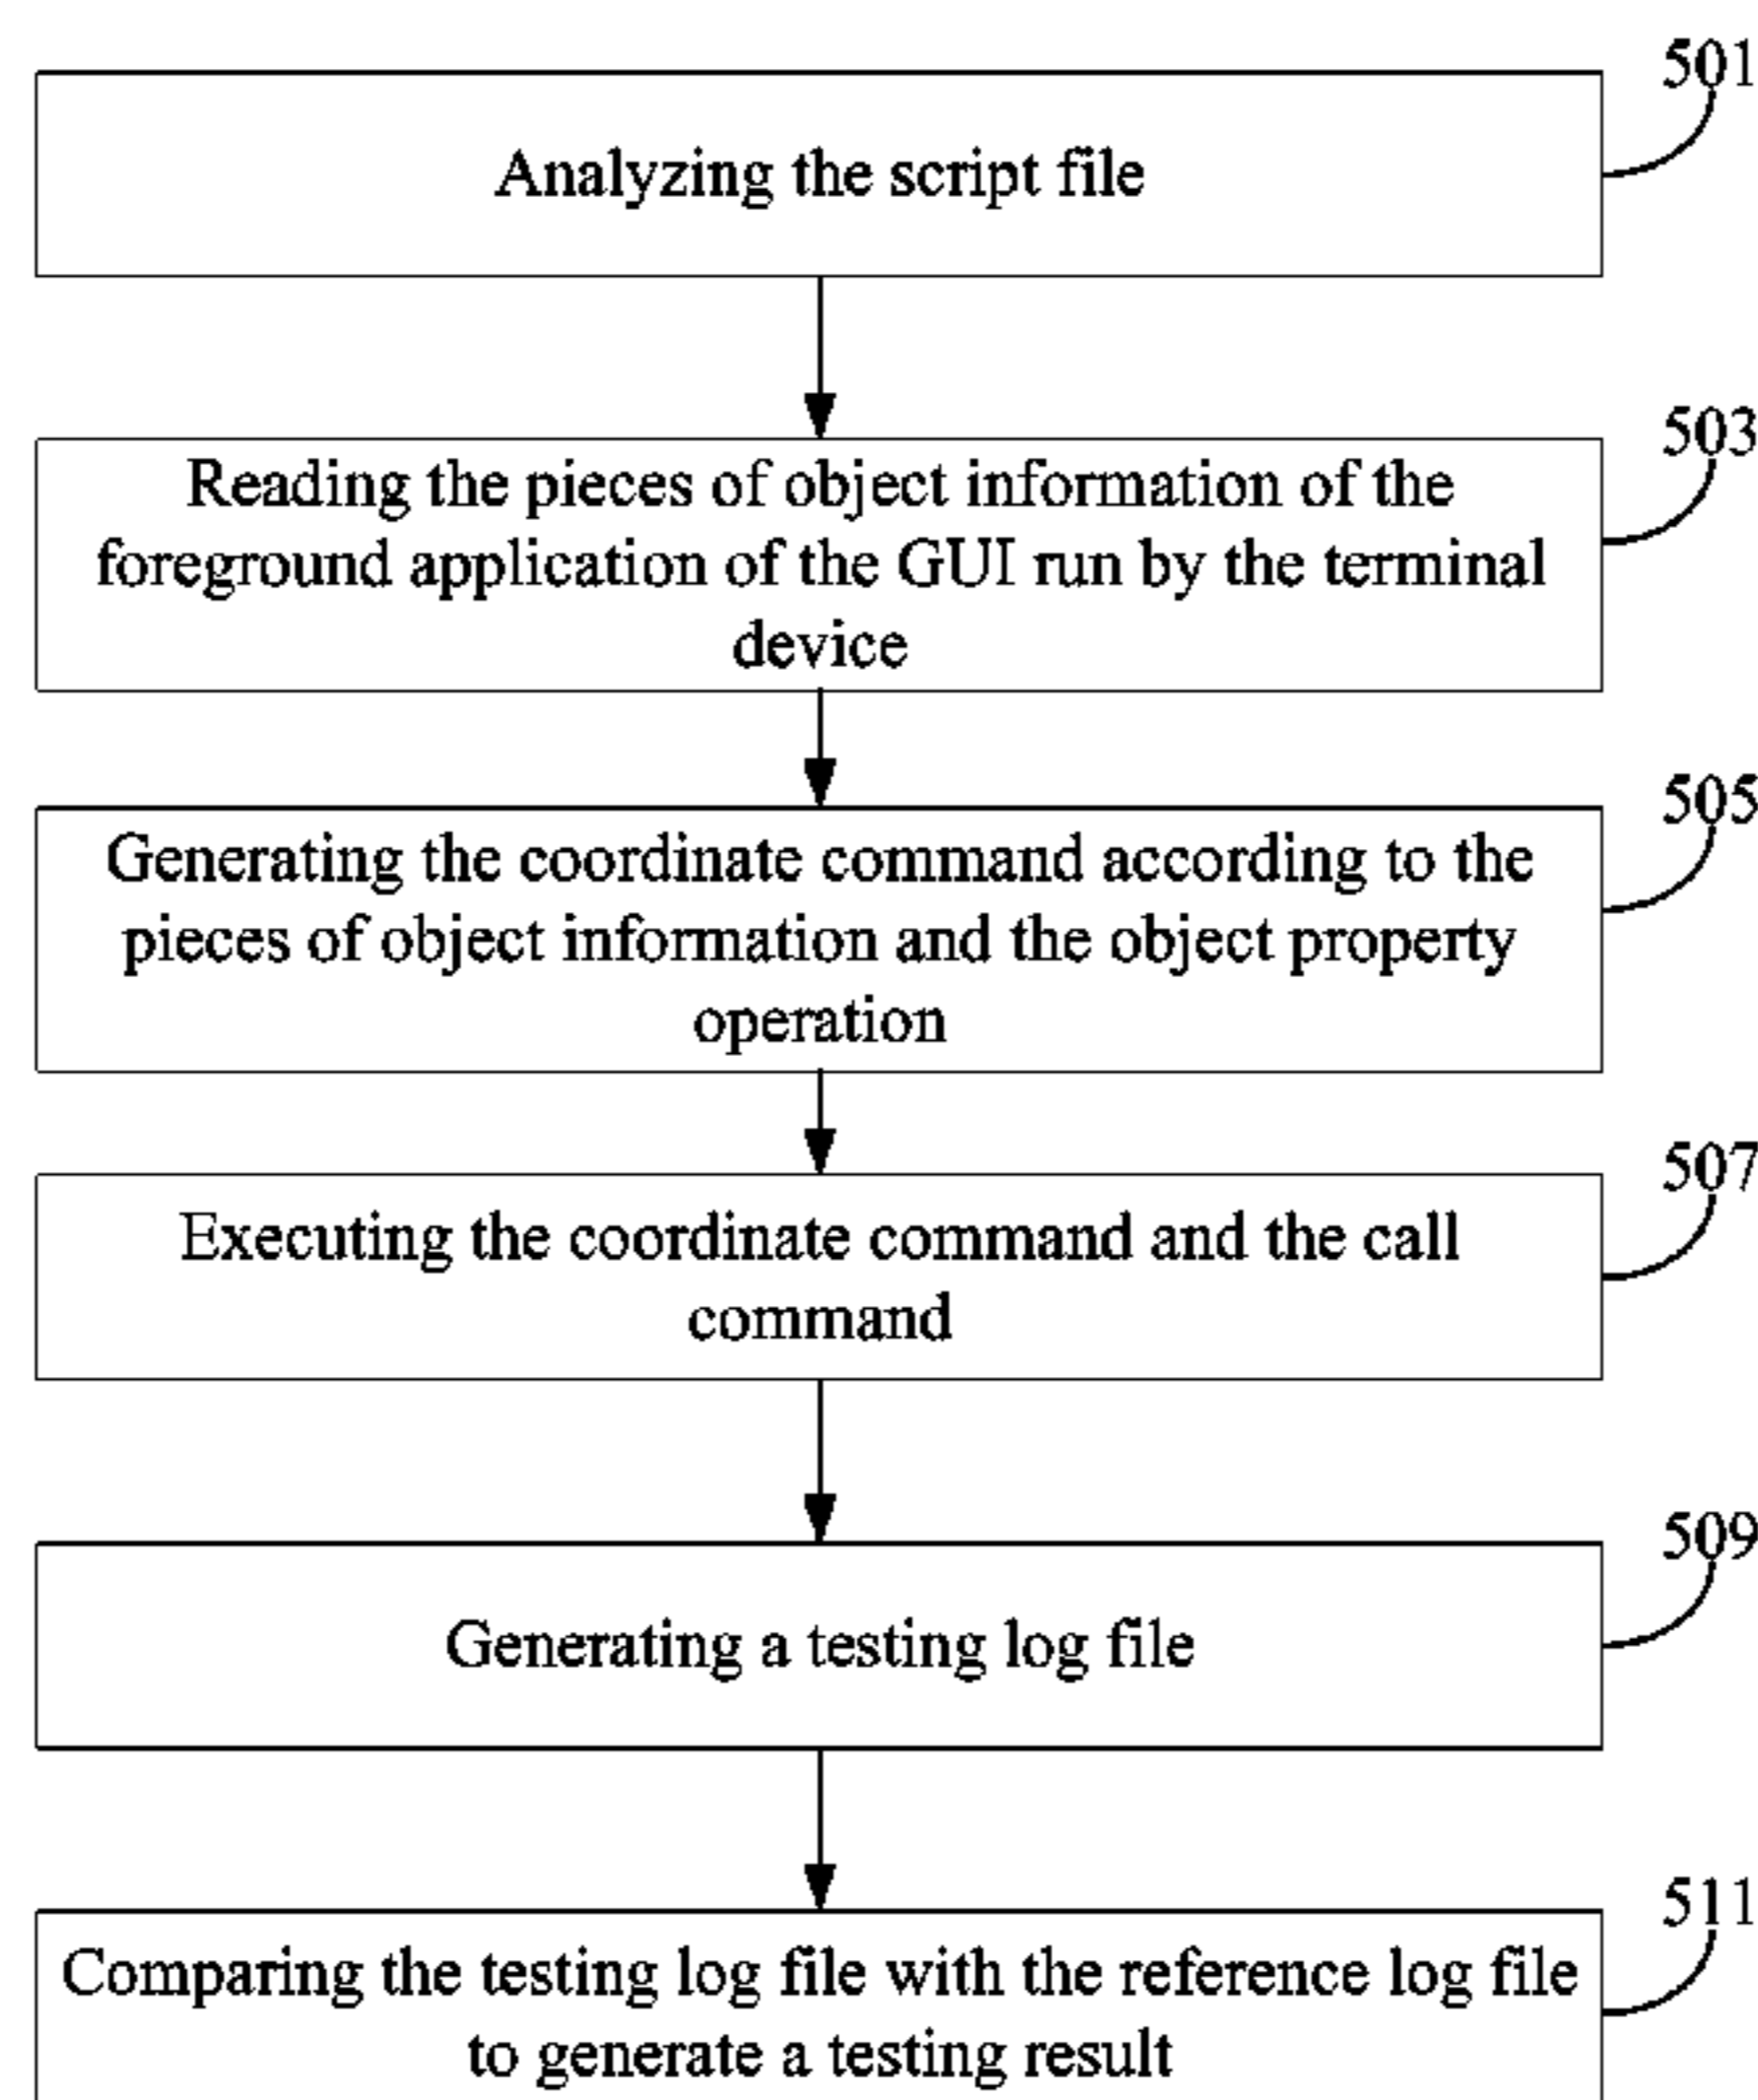 501
Analyzing the script file
503
Reading the pieces of object information of the
foreground application of the GUI run by the terminal
device
505
Generating the coordinate command according to the
pieces of object information and the object property
operation
507
Executing the coordinate command and the call
command
509
Generating a testing log file
511
Comparing the testing log file with the reference log file
to generate a testing result